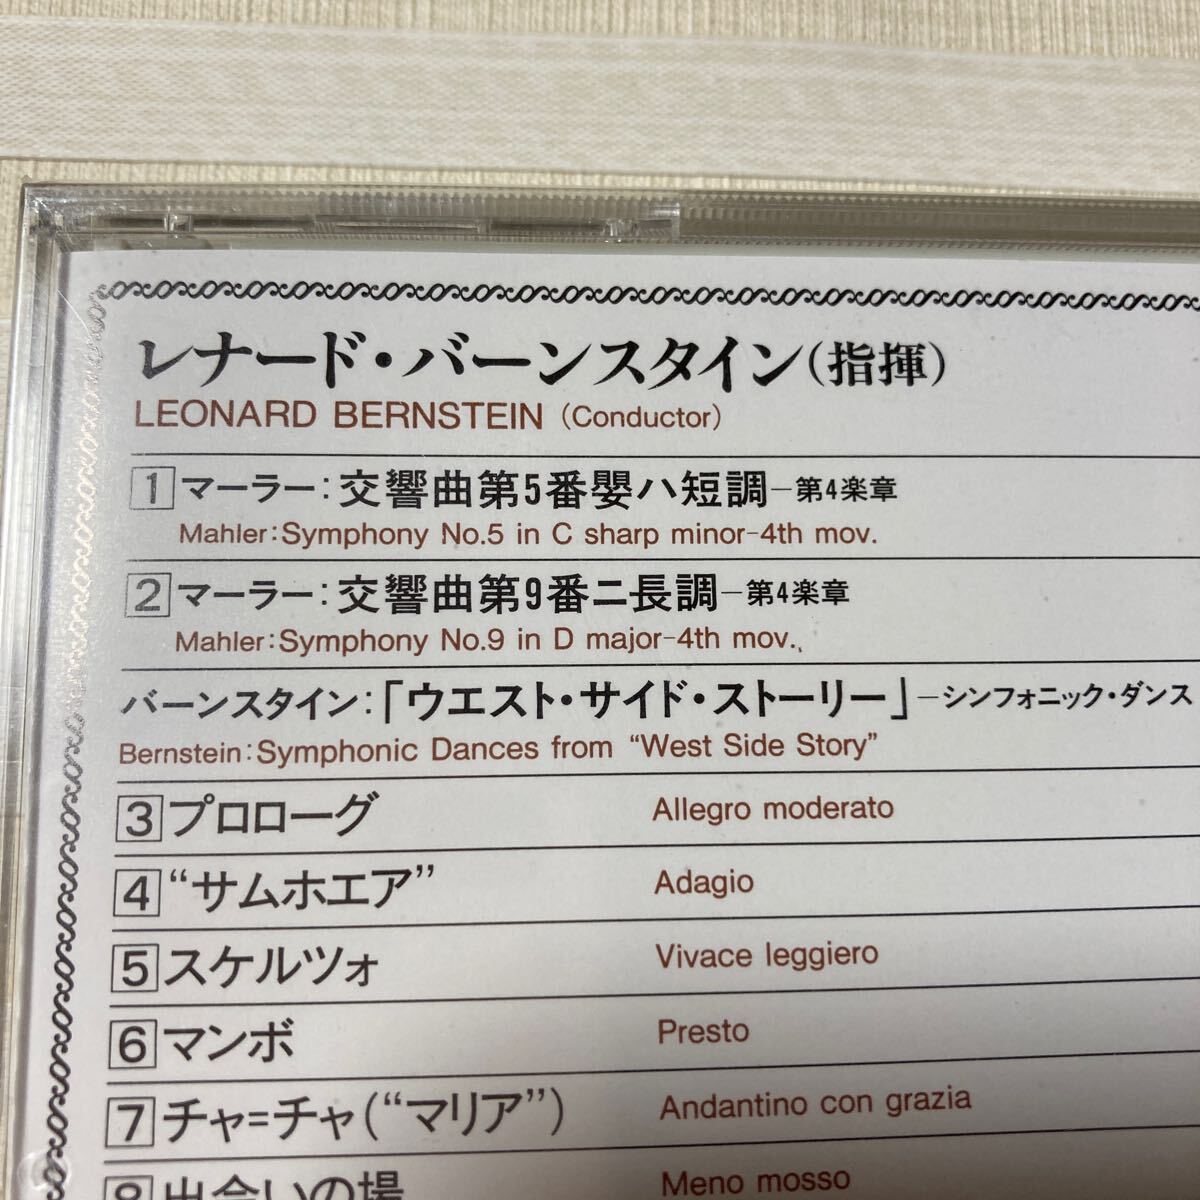 レナード・バーンスタイン(指揮)
LEONARD BERNSTEIN (Conductor)
1 マーラー:交響曲第5番嬰ハ短調—第4楽章
Mahler:Symphony No.5 in C sharp minor-4th mov.
2 マーラー:交響曲第9番ニ長調—第4楽章
Mahler:Symphony No.9 in D major-4th mov.,
バーンスタイン:「ウエスト・サイド・ストーリー」—シンフォニック・ダンス
Bernstein:Symphonic Dances from “West Side Story”
3 プロローグ Allegro moderato
4 “サムホエア” Adagio
5 スケルツォ Vivace leggiero
6 マンボ Presto
7 チャ=チャ(“マリア”) Andantino con grazia
8 出会いの場 Meno mosso